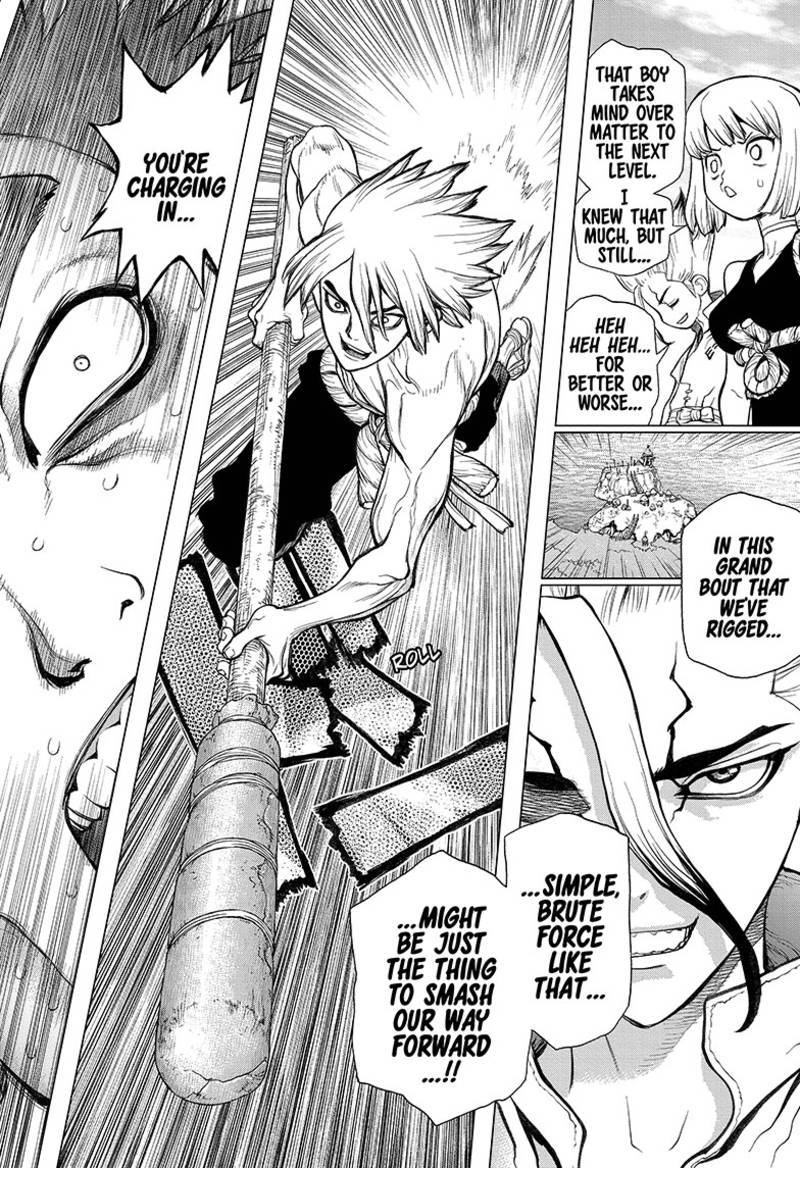 THAT BOY
TAKES
MIND OVER
MATTER TO
THE NEXT
LEVEL.
I
KNEW THAT
MUCH, BUT
STILL...
HEH
HEH HEH...
FOR
BETTER OR
WORSE...
IN THIS
GRAND
BOUT THAT
WE'VE
RIGGED...
...SIMPLE,
BRUTE
FORCE
LIKE
THAT...
...MIGHT
BE JUST
THE THING
TO SMASH
OUR WAY
FORWARD
...!!
ROLL
YOU'RE
CHARGING
IN...